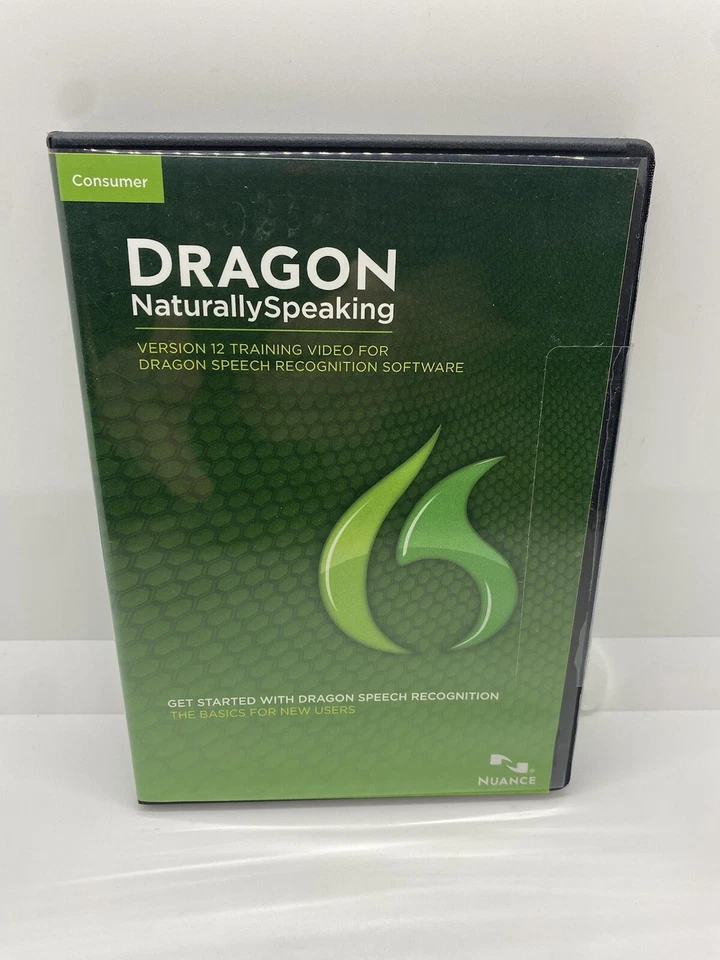 Consumer
DRAGON
NaturallySpeaking
VERSION 12 TRAINING VIDEO FOR
DRAGON SPEECH RECOGNITION SOFTWARE
GET STARTED WITH DRAGON SPEECH RECOGNITION
THE BASICS FOR NEW USERS
NUANCE